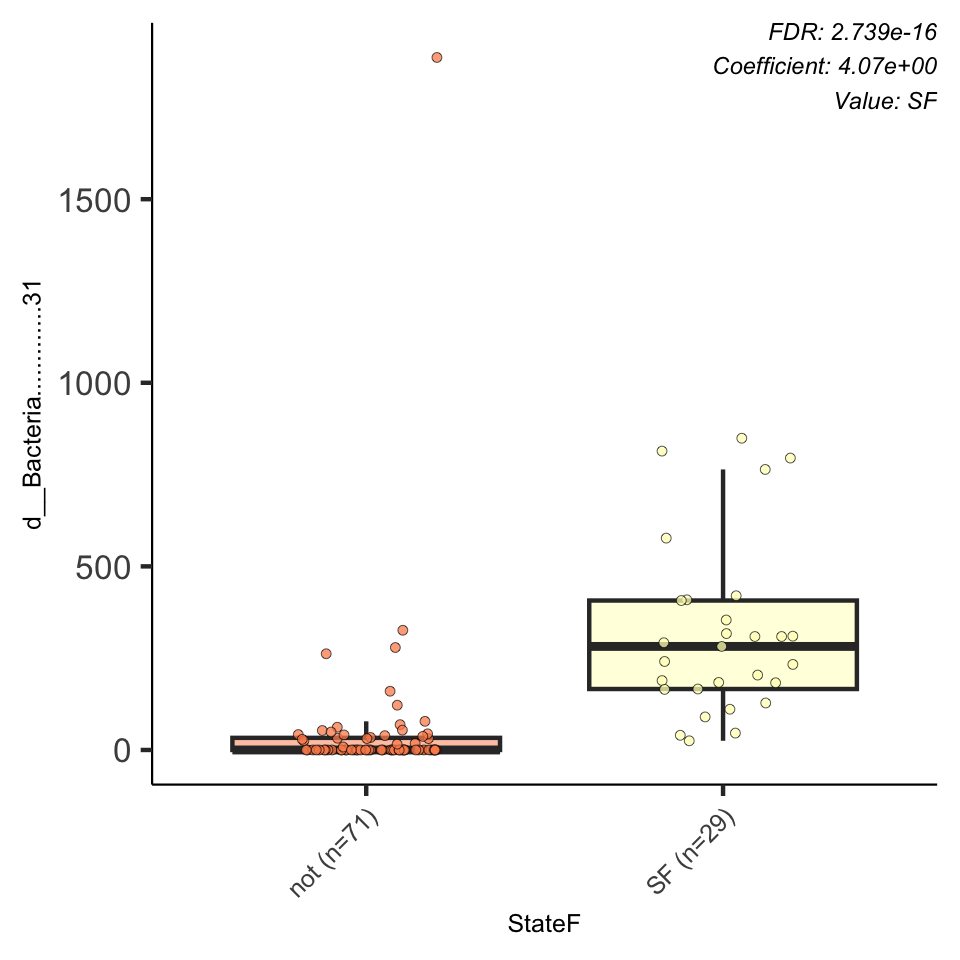 FDR: 2.739e-16
Coefficient: 4.07e+00
Value: SF
1500
1000
500
0
d__Bacteria..............31
not (n=71)
SF (n=29)
StateF